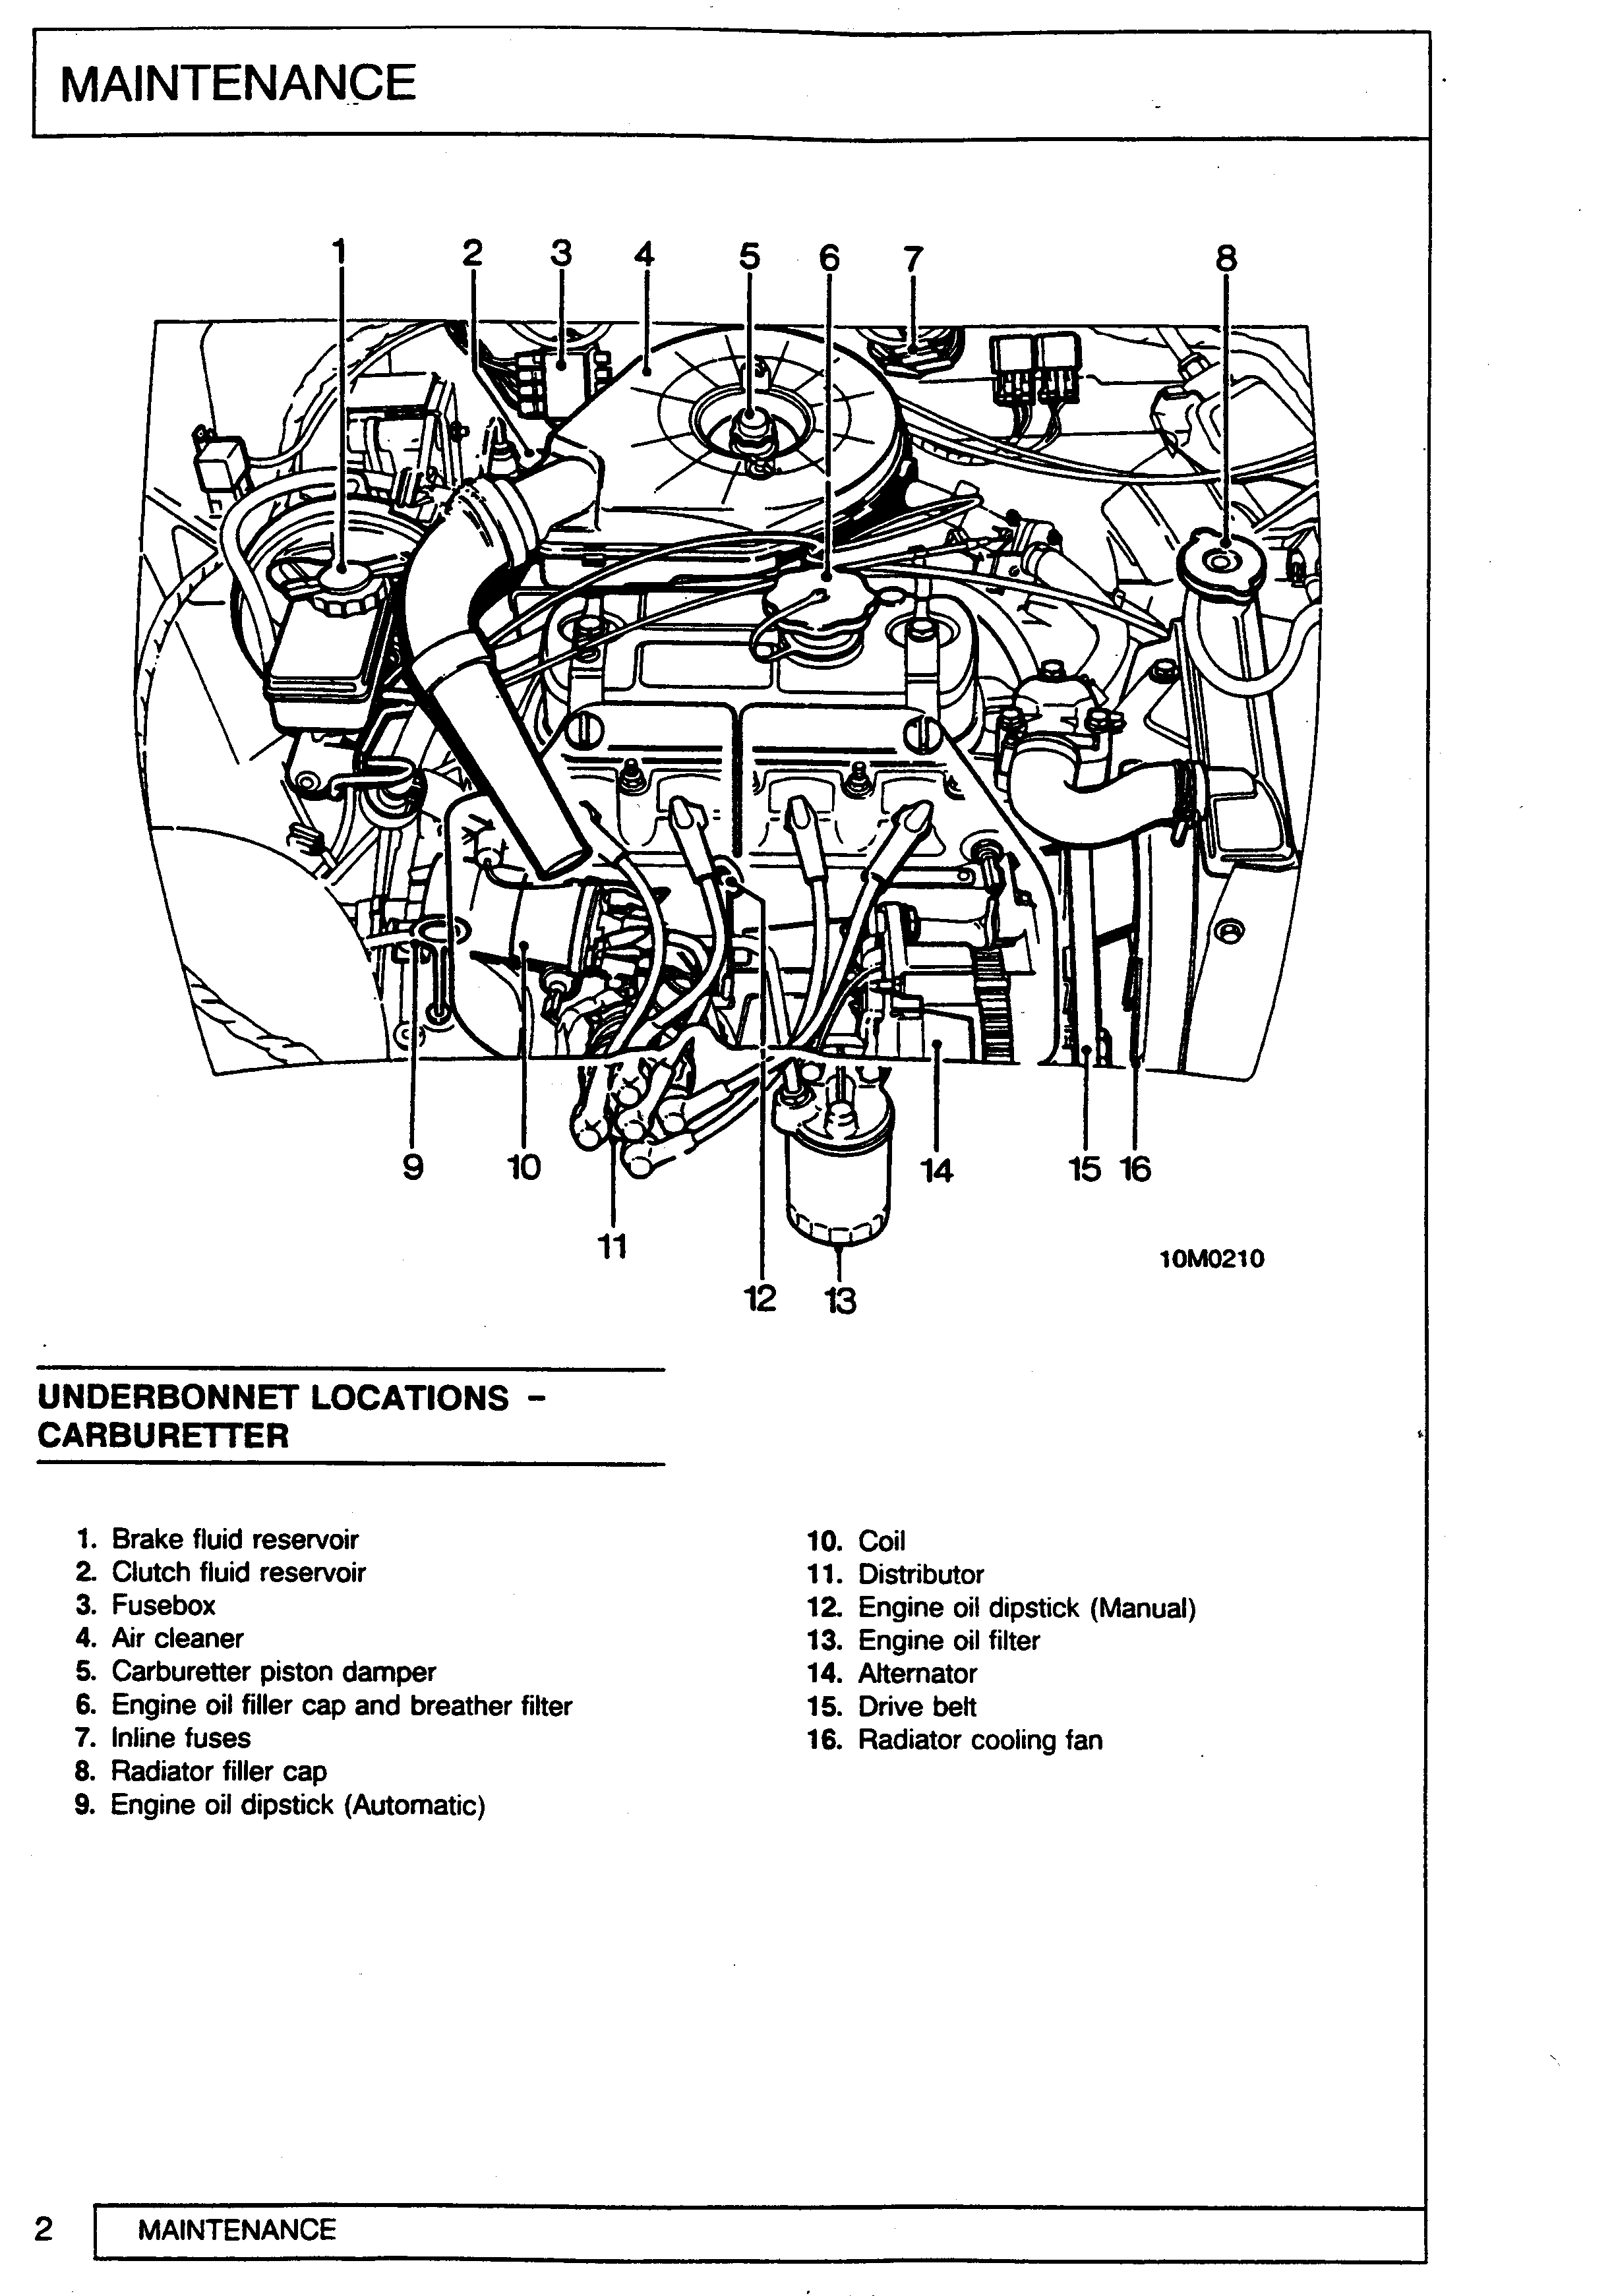 MAINTENANCE
1 2 3 4 5 6 7 8
9 10 14 15 16
11
10M0210
12 13
UNDERBONNET LOCATIONS -
CARBURETTER
1. Brake fluid reservoir
2. Clutch fluid reservoir
3. Fusebox
4. Air cleaner
5. Carburetter piston damper
6. Engine oil filler cap and breather filter
7. Inline fuses
8. Radiator filler cap
9. Engine oil dipstick (Automatic)
10. Coil
11. Distributor
12. Engine oil dipstick (Manual)
13. Engine oil filter
14. Alternator
15. Drive belt
16. Radiator cooling fan
2 MAINTENANCE